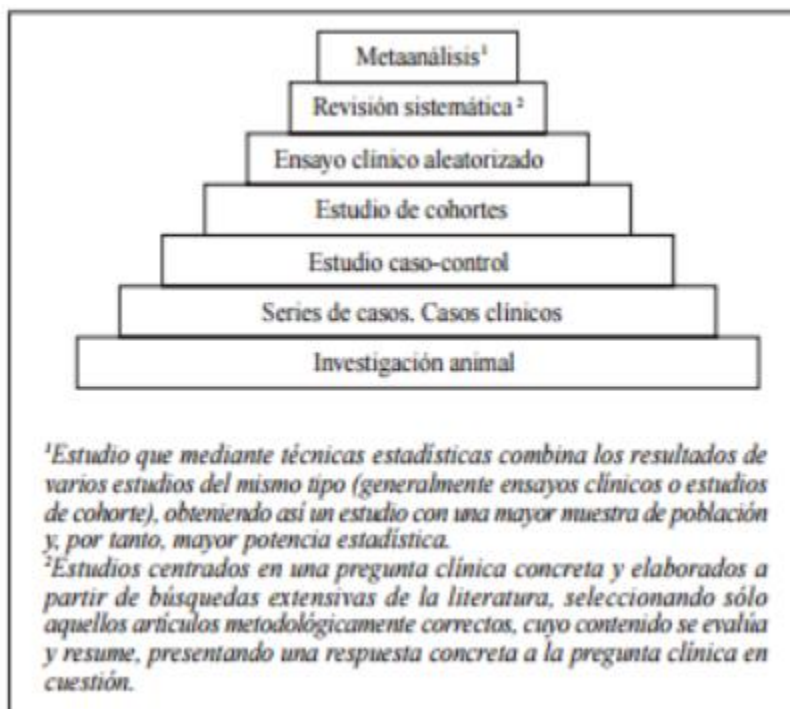 Metaanálisis¹
Revisión sistemática ²
Ensayo clínico aleatorizado
Estudio de cohortes
Estudio caso-control
Series de casos. Casos clínicos
Investigación animal
¹Estudio que mediante técnicas estadísticas combina los resultados de
varios estudios del mismo tipo (generalmente ensayos clínicos o estudios
de cohorte), obteniendo así un estudio con una mayor muestra de población
y, por tanto, mayor potencia estadística.
²Estudios centrados en una pregunta clínica concreta y elaborados a
partir de búsquedas extensivas de la literatura, seleccionando sólo
aquellos artículos metodológicamente correctos, cuyo contenido se evalúa
y resume, presentando una respuesta concreta a la pregunta clínica en
cuestión.